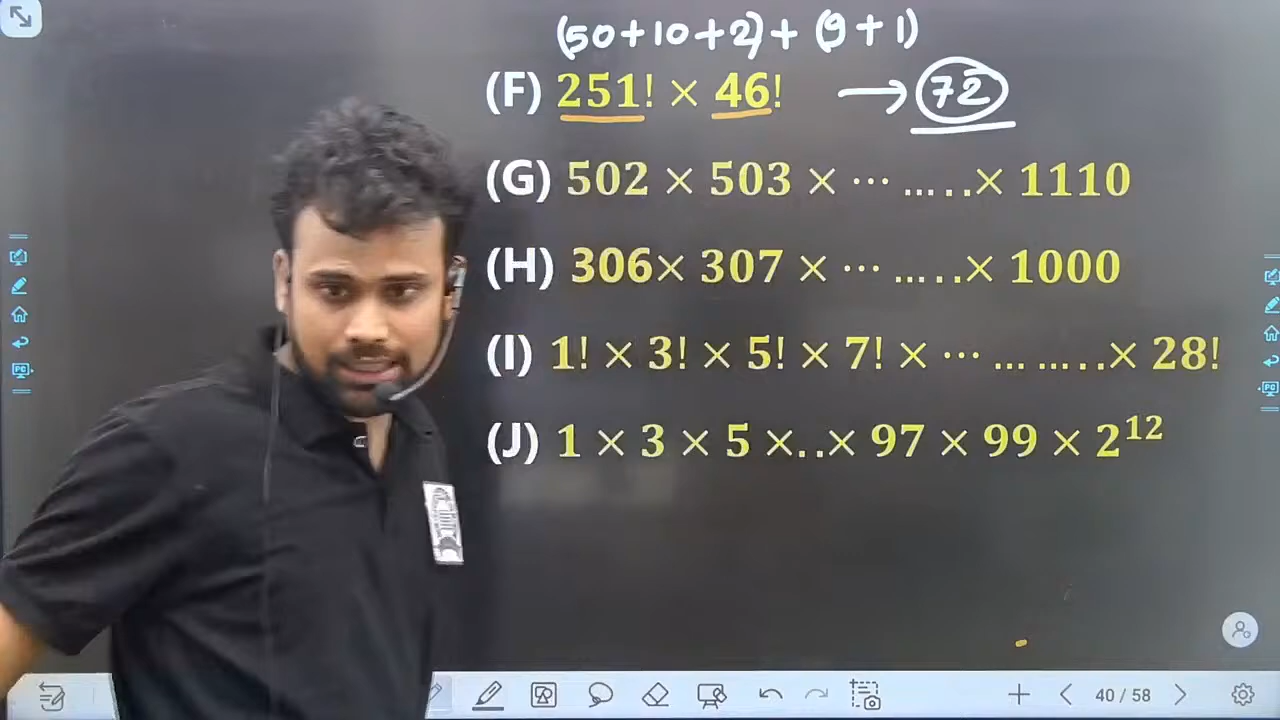 (50+10+2)+(9+1)
(F) 251! × 46! → 72
(G) 502 × 503 × ⋯ ..... × 1110
(H) 306× 307 × ⋯ ..... × 1000
(I) 1! × 3! × 5! × 7! × ⋯ ... ..... × 28!
(J) 1 × 3 × 5 ×..× 97 × 99 × 2¹²
40 / 58